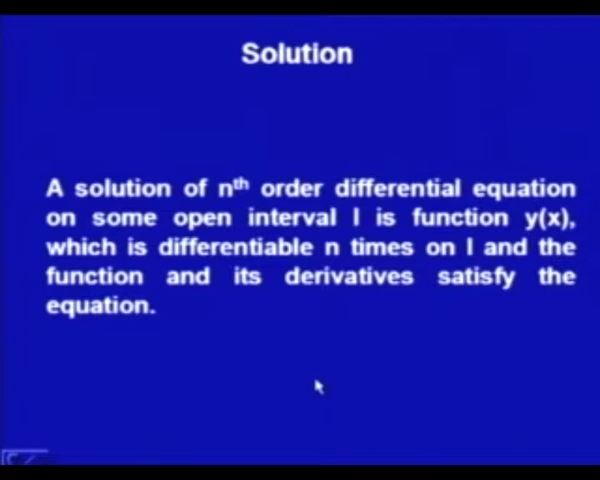 Solution
A solution of nth order differential equation
on some open interval I is function y(x),
which is differentiable n times on I and the
function and its derivatives satisfy the
equation.